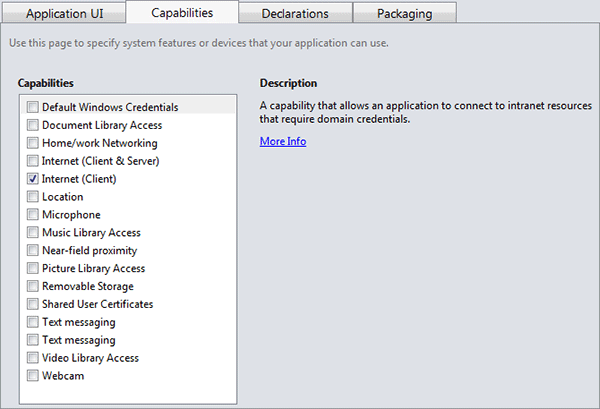 Application UI Capabilities Declarations Packaging
Use this page to specify system features or devices that your application can use.
Capabilities
Default Windows Credentials
Document Library Access
Home/work Networking
Internet (Client & Server)
Internet (Client)
Location
Microphone
Music Library Access
Near-field proximity
Picture Library Access
Removable Storage
Shared User Certificates
Text messaging
Text messaging
Video Library Access
Webcam
Description
A capability that allows an application to connect to intranet resources
that require domain credentials.
More Info